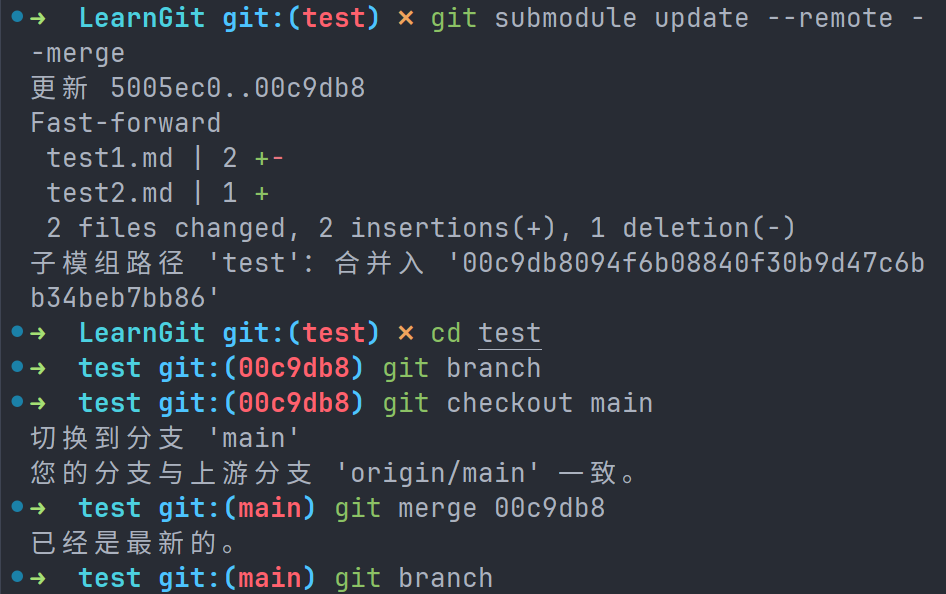 ➜  LearnGit git:(test) × git submodule update --remote -
-merge
更新 5005ec0..00c9db8
Fast-forward
 test1.md | 2 +-
 test2.md | 1 +
 2 files changed, 2 insertions(+), 1 deletion(-)
子模组路径 'test'：合并入 '00c9db8094f6b08840f30b9d47c6b
b34beb7bb86'
➜  LearnGit git:(test) × cd test
➜  test git:(00c9db8) git branch
➜  test git:(00c9db8) git checkout main
切换到分支 'main'
您的分支与上游分支 'origin/main' 一致。
➜  test git:(main) git merge 00c9db8
已经是最新的。
➜  test git:(main) git branch